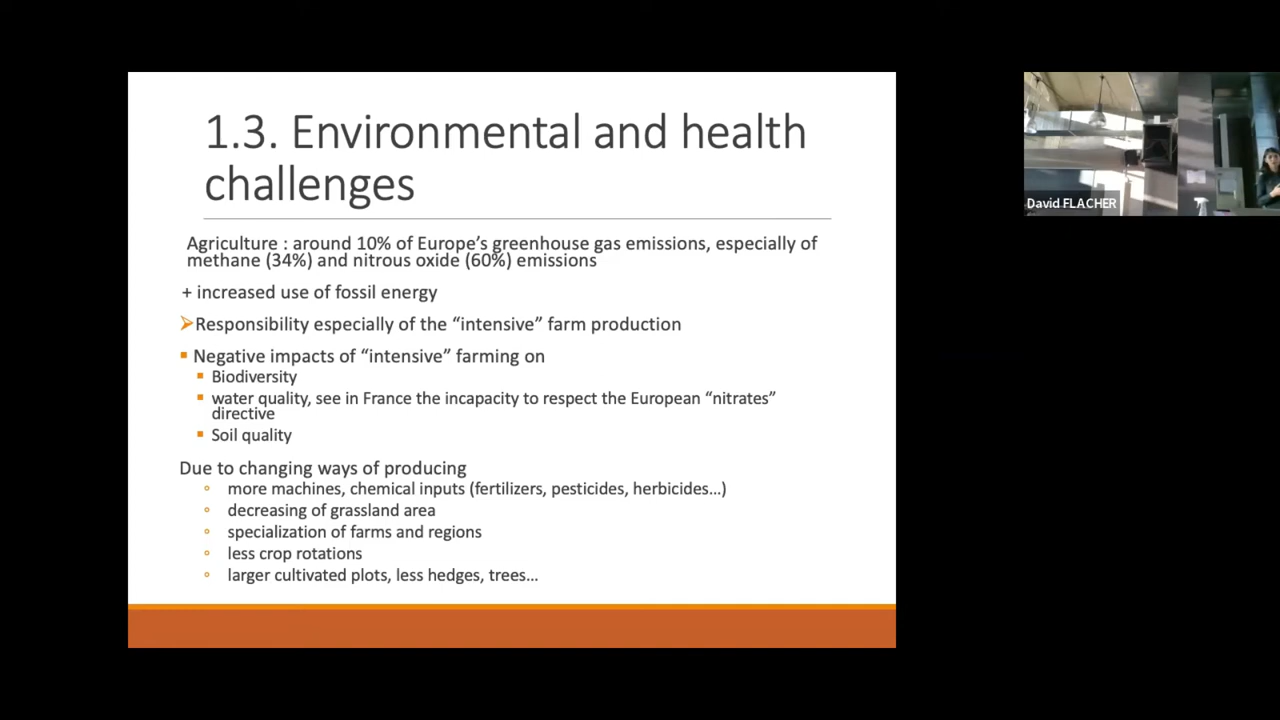 1.3. Environmental and health
challenges
Agriculture : around 10% of Europe's greenhouse gas emissions, especially of
methane (34%) and nitrous oxide (60%) emissions
+ increased use of fossil energy
➢Responsibility especially of the “intensive” farm production
▪ Negative impacts of “intensive” farming on
▪ Biodiversity
▪ water quality, see in France the incapacity to respect the European “nitrates”
directive
▪ Soil quality
Due to changing ways of producing
◦ more machines, chemical inputs (fertilizers, pesticides, herbicides…)
◦ decreasing of grassland area
◦ specialization of farms and regions
◦ less crop rotations
◦ larger cultivated plots, less hedges, trees…
David FLACHER